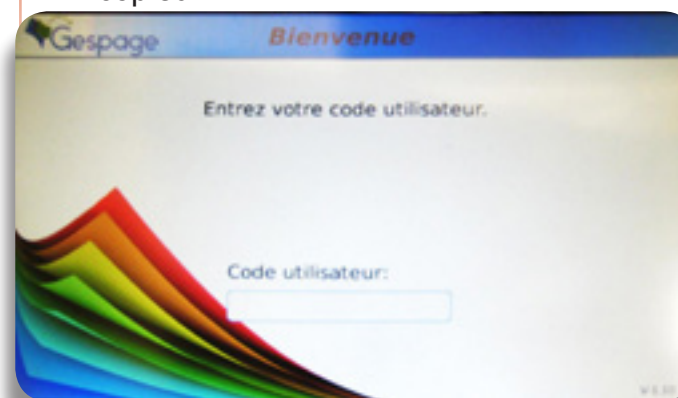 Gespage
Bienvenue
Entrez votre code utilisateur.
Code utilisateur: